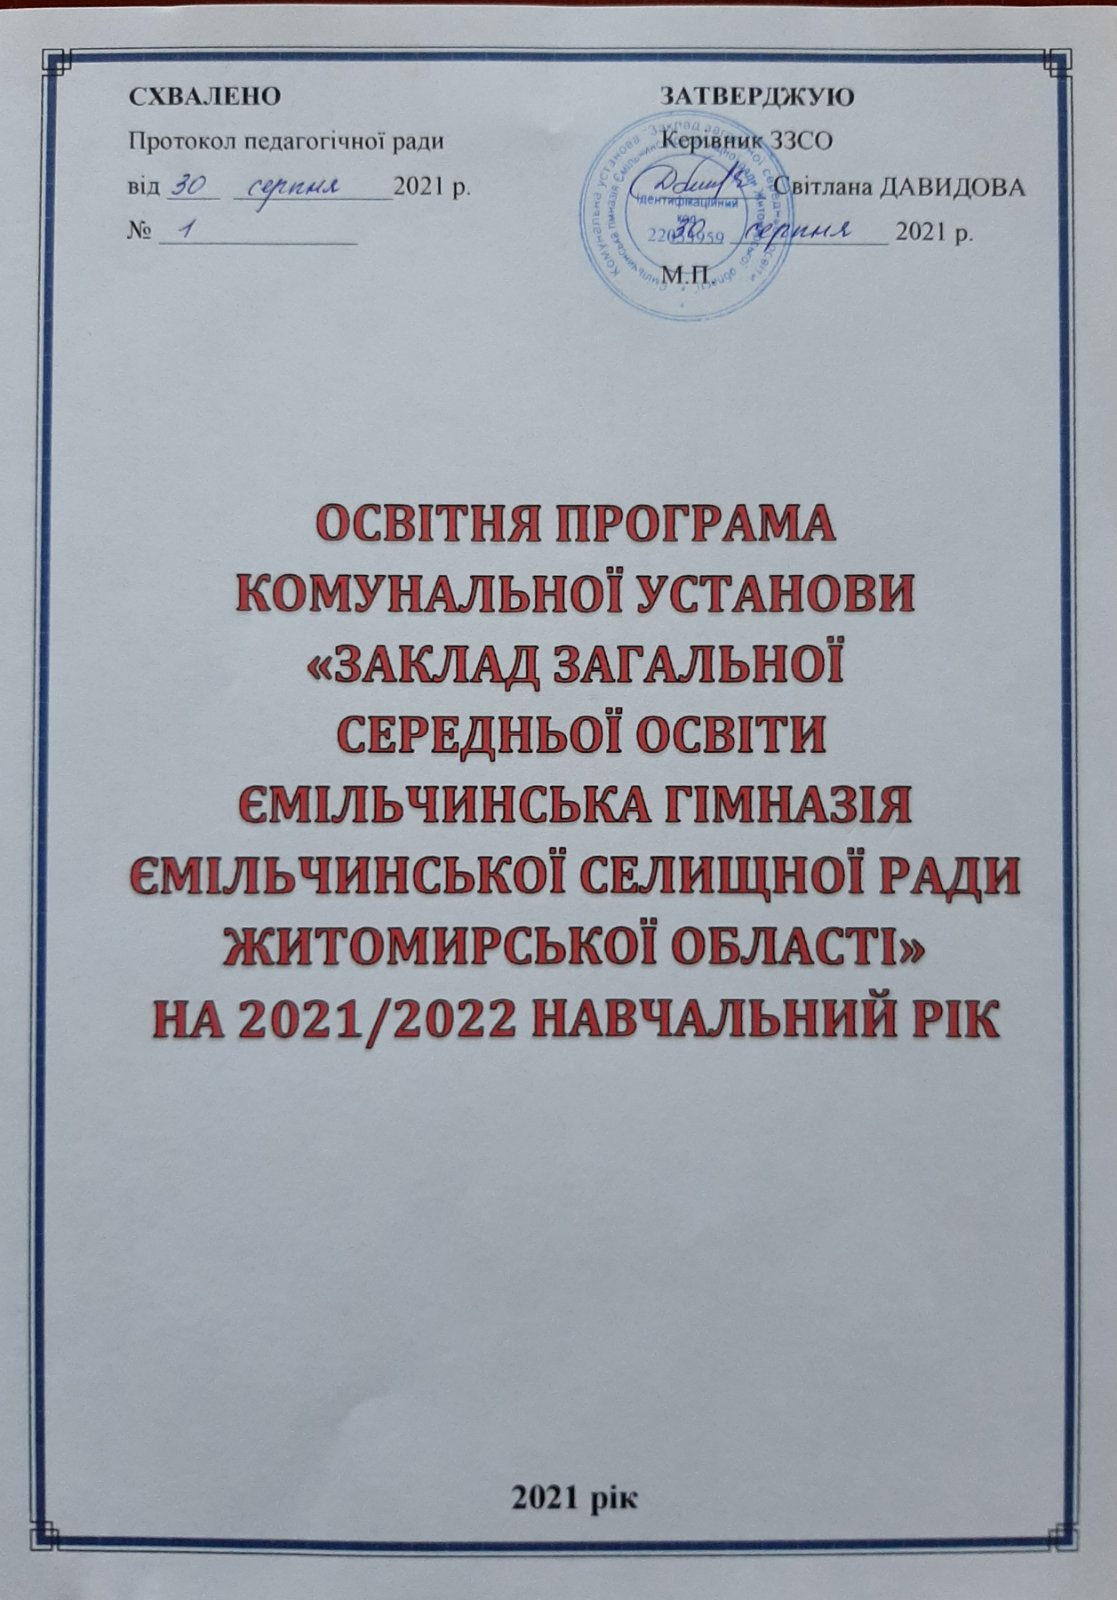 СХВАЛЕНО
Протокол педагогічної ради
від 30 серпня 2021 р.
№ 1
ЗАТВЕРДЖУЮ
Керівник ЗЗСО
Світлана ДАВИДОВА
30 серпня 2021 р.
М.П.
Ідентифікаційний
код
ОСВІТНЯ ПРОГРАМА
КОМУНАЛЬНОЇ УСТАНОВИ
«ЗАКЛАД ЗАГАЛЬНОЇ
СЕРЕДНЬОЇ ОСВІТИ
ЄМІЛЬЧИНСЬКА ГІМНАЗІЯ
ЄМІЛЬЧИНСЬКОЇ СЕЛИЩНОЇ РАДИ
ЖИТОМИРСЬКОЇ ОБЛАСТІ»
НА 2021/2022 НАВЧАЛЬНИЙ РІК
2021 рік